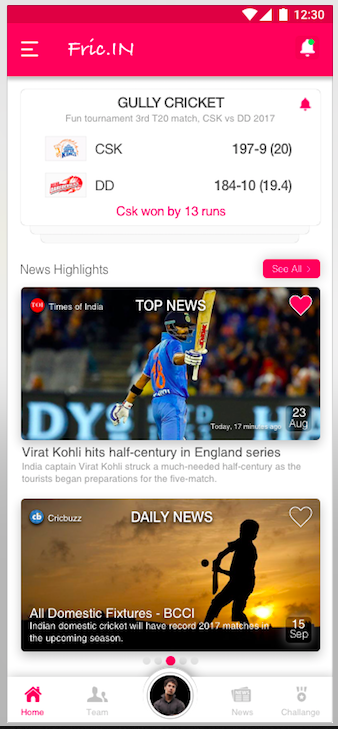 12:30
Fric.IN
GULLY CRICKET
Fun tournament 3rd T20 match, CSK vs DD 2017
CSK 197-9 (20)
DD 184-10 (19.4)
Csk won by 13 runs
News Highlights
See All
TOI Times of India
TOP NEWS
DYD
HA
Today, 17 minutes ago
23
Aug
Virat Kohli hits half-century in England series
India captain Virat Kohli struck a much-needed half-century as the
tourists began preparations for the five-match.
cb Cricbuzz
DAILY NEWS
All Domestic Fixtures - BCCI
Indian domestic cricket will have record 2017 matches in
the upcoming season.
15
Sep
Home
Team
News
Challange